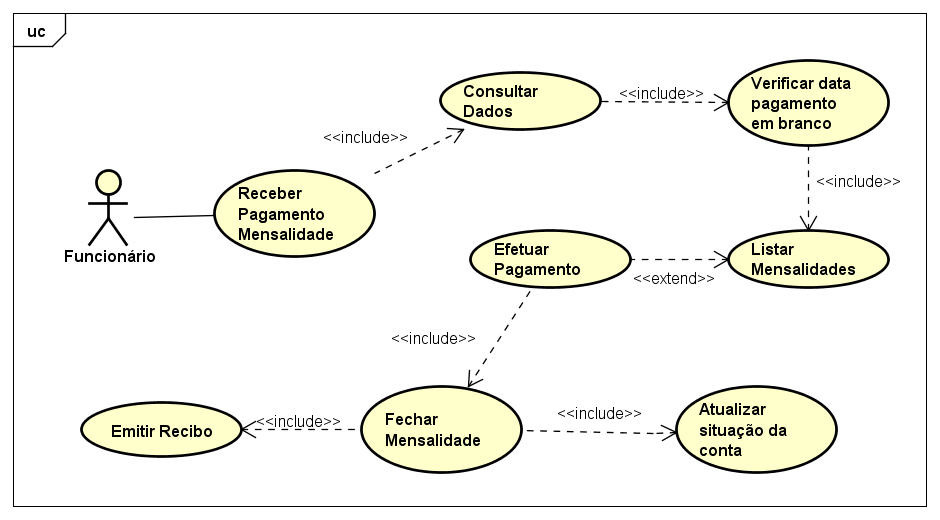 uc
Consultar
Dados
<<include>>
Verificar data
pagamento
em branco
<<include>>
Receber
Pagamento
Mensalidade
Funcionário
<<include>>
Efetuar
Pagamento
<<extend>>
Listar
Mensalidades
<<include>>
Emitir Recibo
<<include>>
Fechar
Mensalidade
<<include>>
Atualizar
situação da
conta